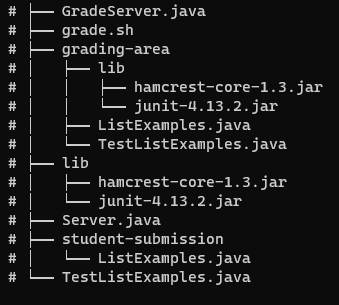 # ├── GradeServer.java
# ├── grade.sh
# ├── grading-area
# │   ├── lib
# │   │   ├── hamcrest-core-1.3.jar
# │   │   └── junit-4.13.2.jar
# │   ├── ListExamples.java
# │   └── TestListExamples.java
# ├── lib
# │   ├── hamcrest-core-1.3.jar
# │   └── junit-4.13.2.jar
# ├── Server.java
# ├── student-submission
# │   └── ListExamples.java
# └── TestListExamples.java